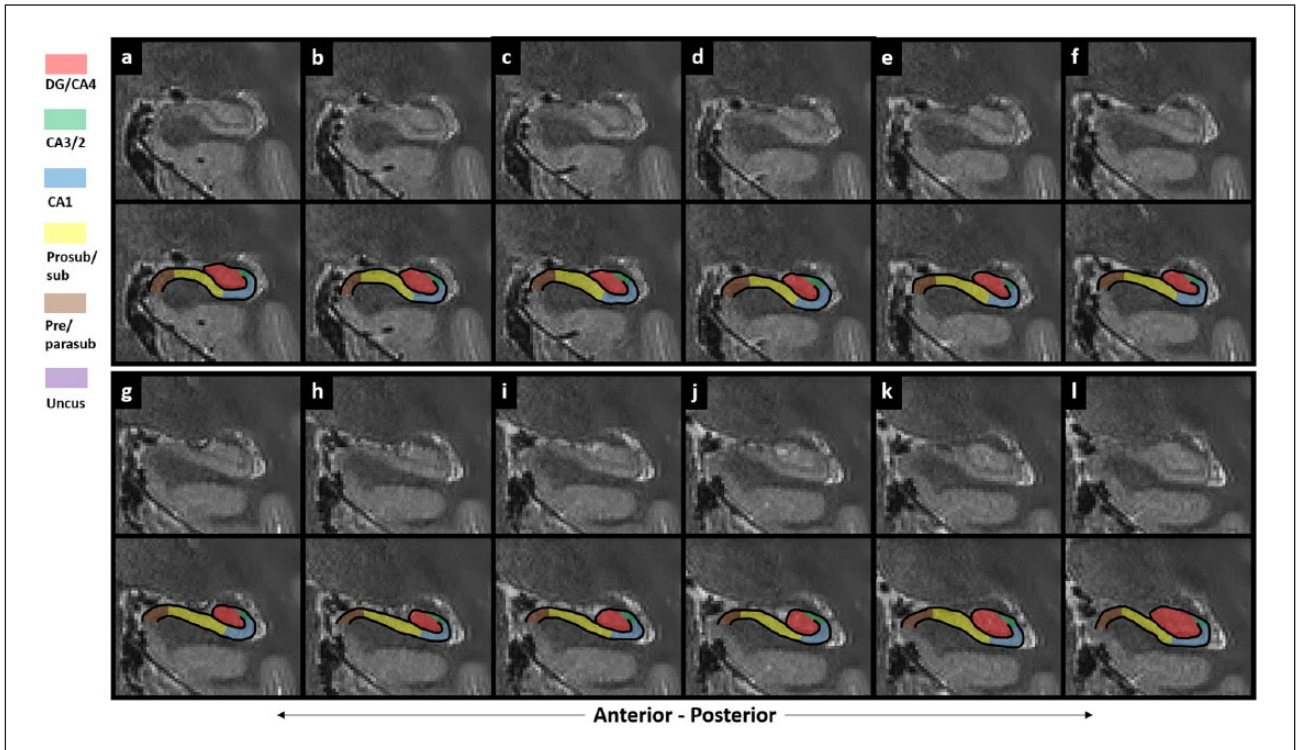 DG/CA4
CA3/2
CA1
Prosub/
sub
Pre/
parasub
Uncus
a
b
c
d
e
f
g
h
i
j
k
l
Anterior - Posterior